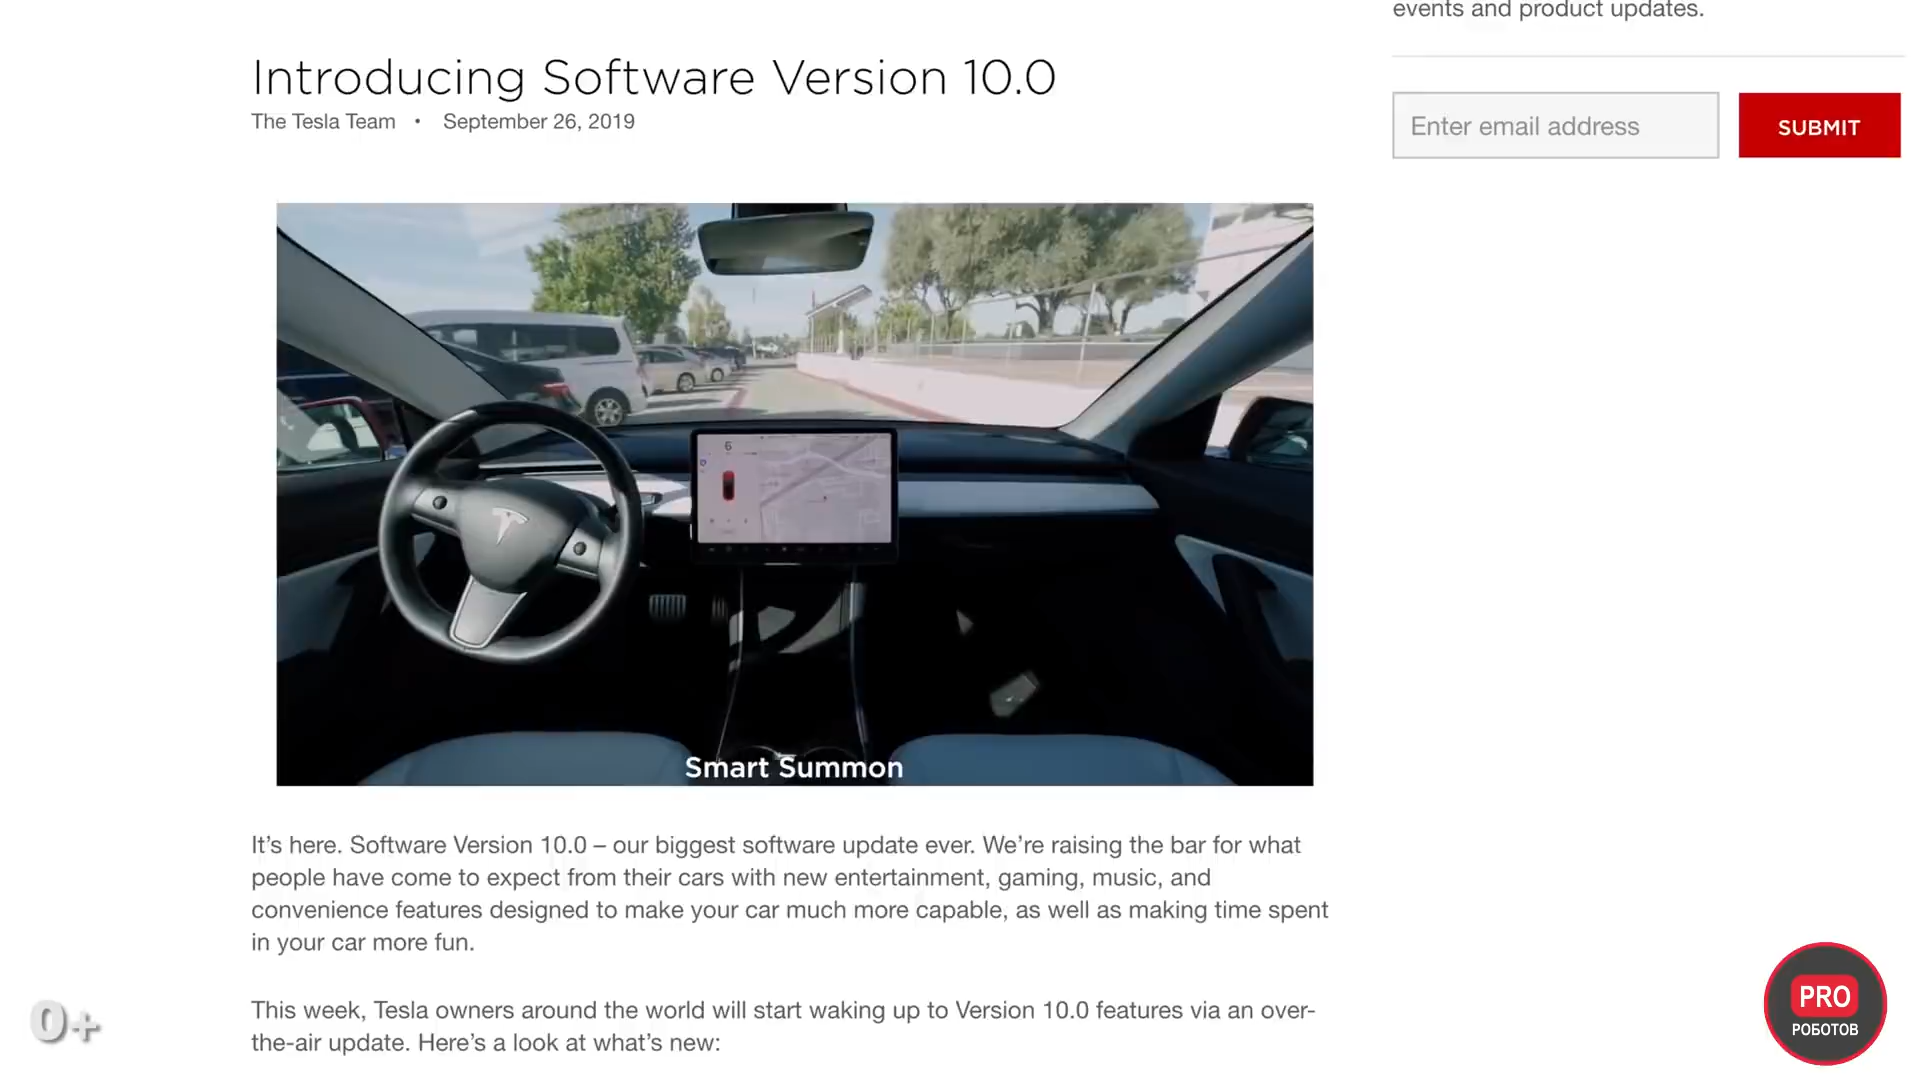 events and product updates.
Introducing Software Version 10.0
The Tesla Team • September 26, 2019
Enter email address
SUBMIT
6
Smart Summon
It’s here. Software Version 10.0 – our biggest software update ever. We’re raising the bar for what
people have come to expect from their cars with new entertainment, gaming, music, and
convenience features designed to make your car much more capable, as well as making time spent
in your car more fun.
This week, Tesla owners around the world will start waking up to Version 10.0 features via an over-
the-air update. Here’s a look at what’s new:
0+
PRO
РОБОТОВ